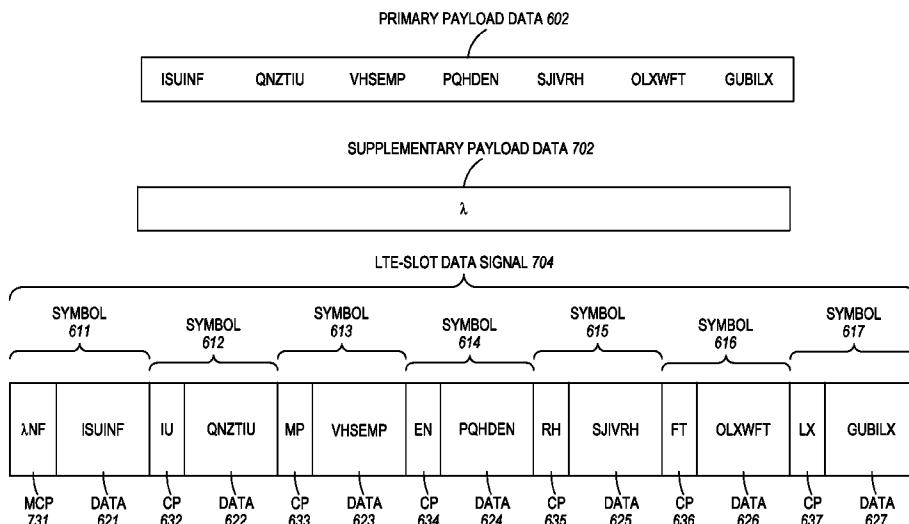 PRIMARY PAYLOAD DATA 602
ISUINF QNZTIU VHSEMP PQHDEN SJIVRH OLXWFT GUBILX
SUPPLEMENTARY PAYLOAD DATA 702
λ
LTE-SLOT DATA SIGNAL 704
SYMBOL 611 SYMBOL 612 SYMBOL 613 SYMBOL 614 SYMBOL 615 SYMBOL 616 SYMBOL 617
λNF ISUINF IU QNZTIU MP VHSEMP EN PQHDEN RH SJIVRH FT OLXWFT LX GUBILX
MCP DATA CP DATA CP DATA CP DATA CP DATA CP DATA CP DATA
731 621 632 622 633 623 634 624 635 625 636 626 637 627